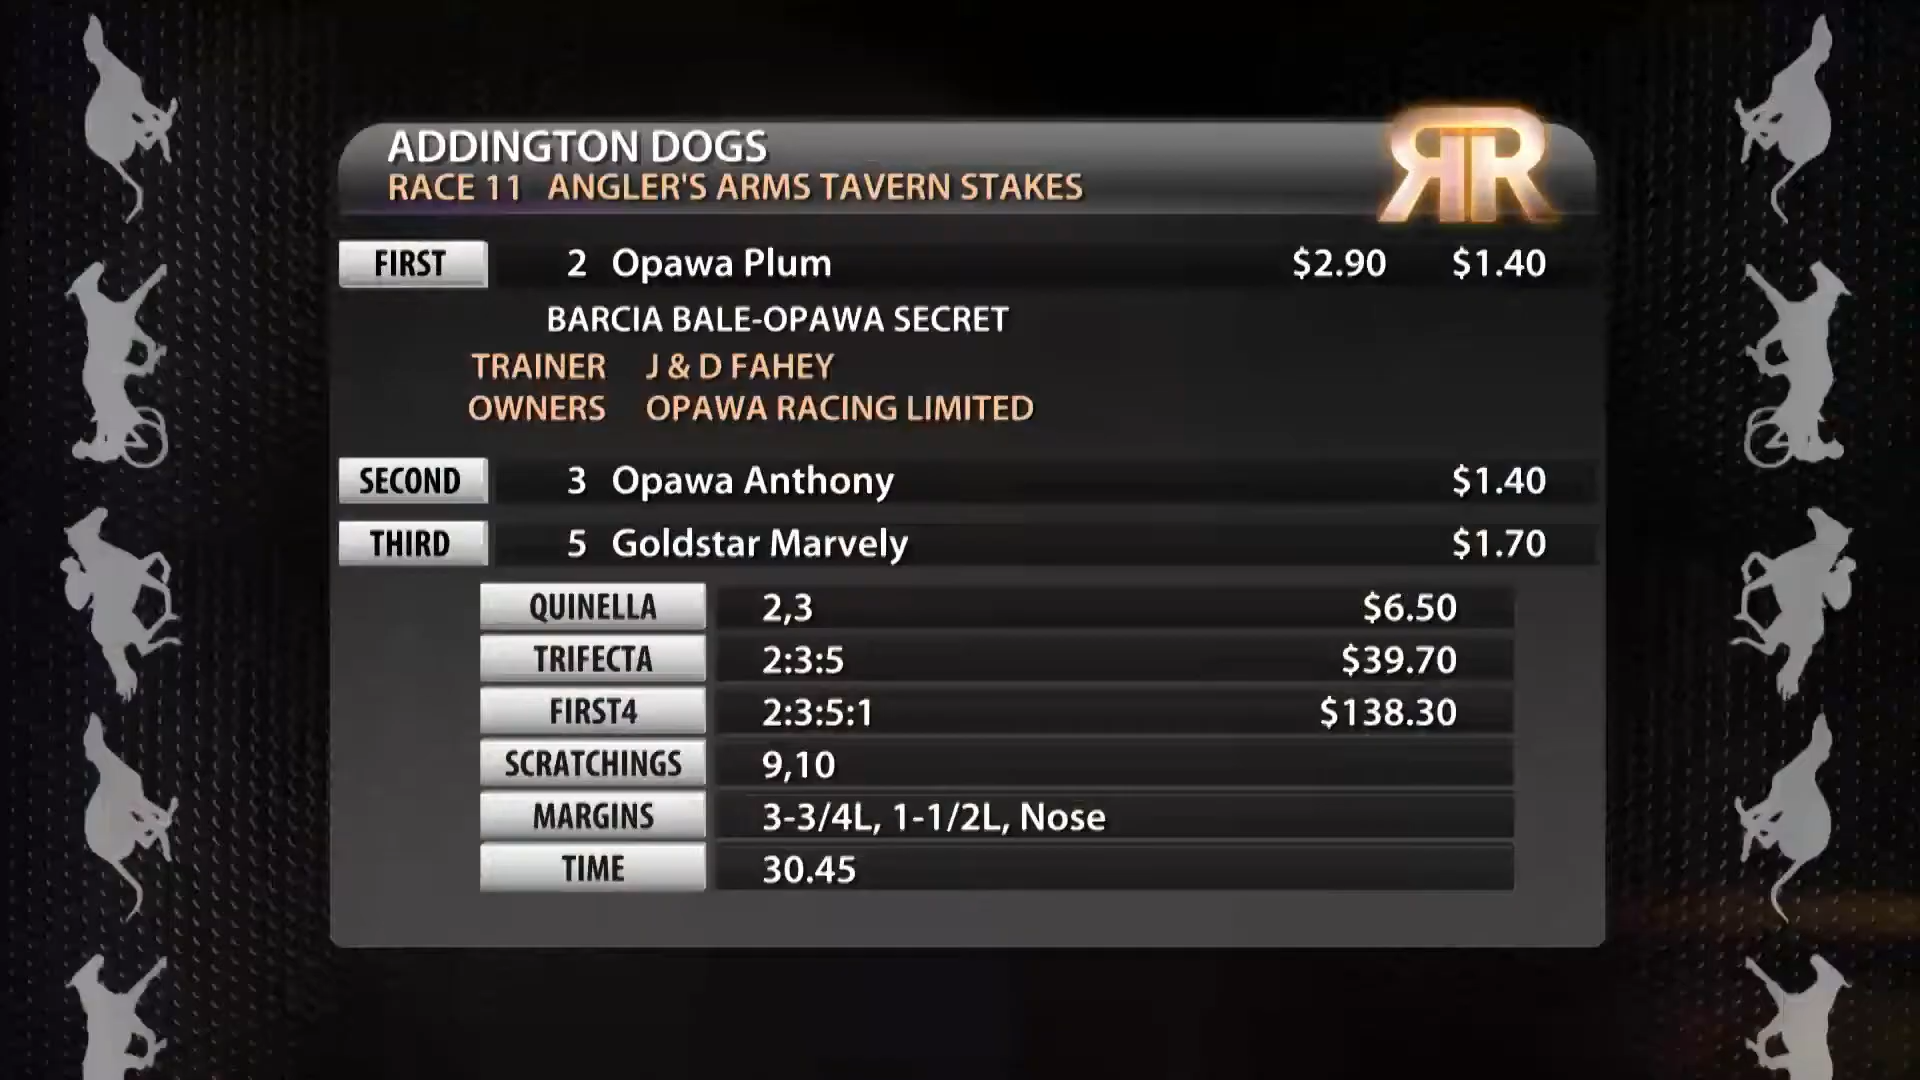 ADDINGTON DOGS
RACE 11 ANGLER'S ARMS TAVERN STAKES
RR
FIRST 2 Opawa Plum $2.90 $1.40
BARCIA BALE-OPAWA SECRET
TRAINER J & D FAHEY
OWNERS OPAWA RACING LIMITED
SECOND 3 Opawa Anthony $1.40
THIRD 5 Goldstar Marvely $1.70
QUINELLA 2,3 $6.50
TRIFECTA 2:3:5 $39.70
FIRST4 2:3:5:1 $138.30
SCRATCHINGS 9,10
MARGINS 3-3/4L, 1-1/2L, Nose
TIME 30.45